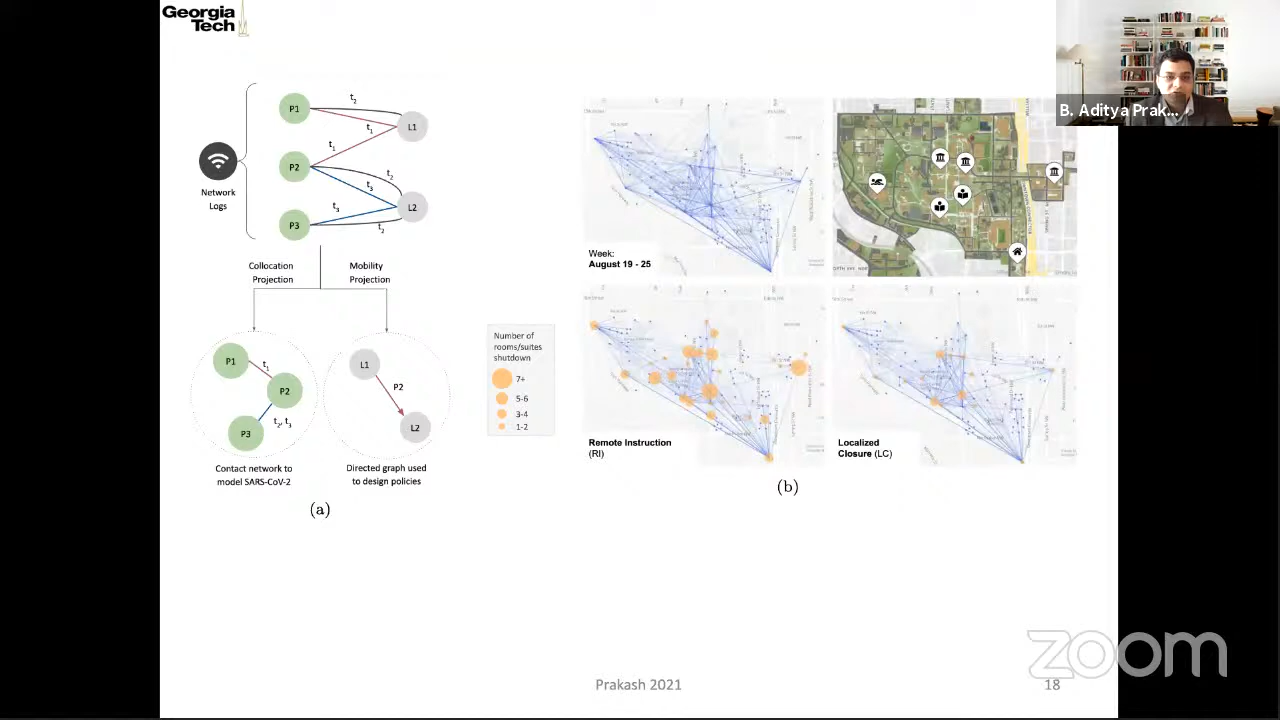 Georgia
Tech
B. Aditya Prak...
P1
P2
P3
t2
t1
t1
t2
t3
t3
t2
L1
L2
Network
Logs
Collocation
Projection
Mobility
Projection
P1
t1
P2
t2, t3
P3
L1
P2
L2
Contact network to
model SARS-CoV-2
Directed graph used
to design policies
(a)
Number of
rooms/suites
shutdown
7+
5-6
3-4
1-2
Week:
August 19 - 25
Remote Instruction
(RI)
Localized
Closure (LC)
(b)
Prakash 2021
18
zoom